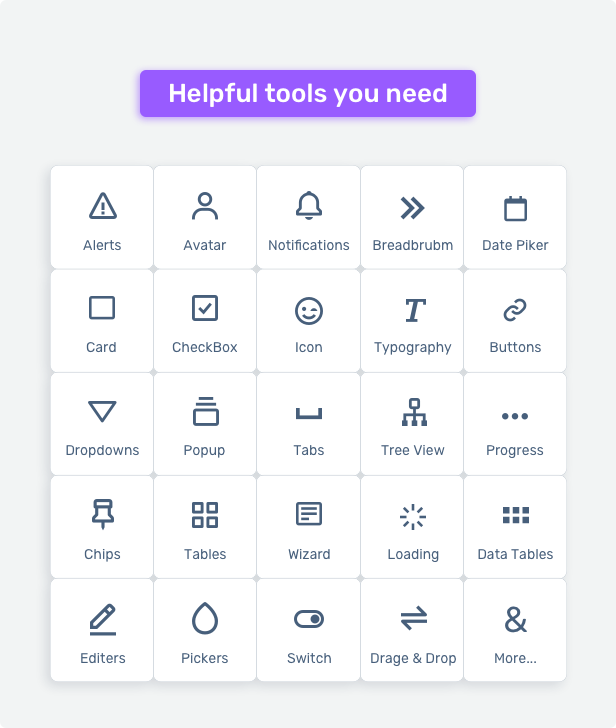 Helpful tools you need
Alerts
Avatar
Notifications
Breadbrubm
Date Piker
Card
CheckBox
Icon
Typography
Buttons
Dropdowns
Popup
Tabs
Tree View
Progress
Chips
Tables
Wizard
Loading
Data Tables
Editers
Pickers
Switch
Drage & Drop
More...